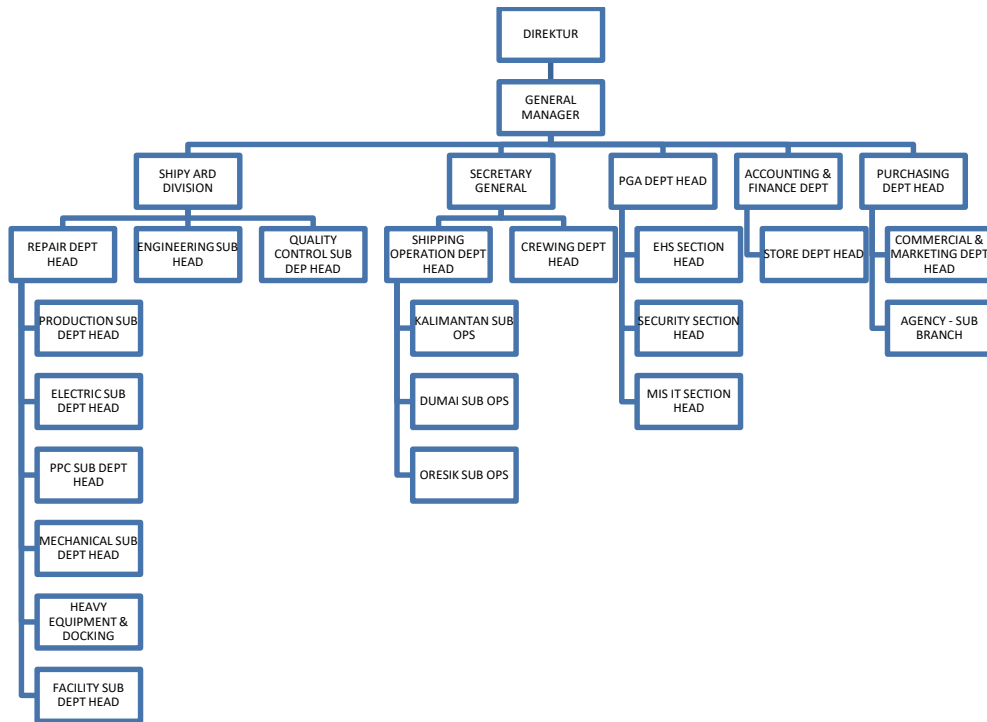 DIREKTUR
GENERAL
MANAGER
SHIPY ARD
DIVISION
SECRETARY
GENERAL
PGA DEPT HEAD
ACCOUNTING &
FINANCE DEPT
PURCHASING
DEPT HEAD
REPAIR DEPT
HEAD
ENGINEERING SUB
HEAD
QUALITY
CONTROL SUB
DEP HEAD
SHIPPING
OPERATION DEPT
HEAD
CREWING DEPT
HEAD
EHS SECTION
HEAD
STORE DEPT HEAD
COMMERCIAL &
MARKETING DEPT
HEAD
PRODUCTION SUB
DEPT HEAD
KALIMANTAN SUB
OPS
SECURITY SECTION
HEAD
AGENCY - SUB
BRANCH
ELECTRIC SUB
DEPT HEAD
DUMAI SUB OPS
MIS IT SECTION
HEAD
PPC SUB DEPT
HEAD
ORESIK SUB OPS
MECHANICAL SUB
DEPT HEAD
HEAVY
EQUIPMENT &
DOCKING
FACILITY SUB
DEPT HEAD